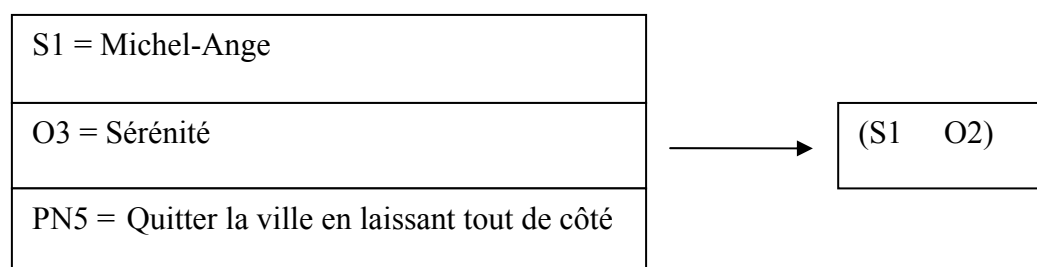 S1 = Michel-Ange
O3 = Sérénité
(S1 O2)
PN5 = Quitter la ville en laissant tout de côté